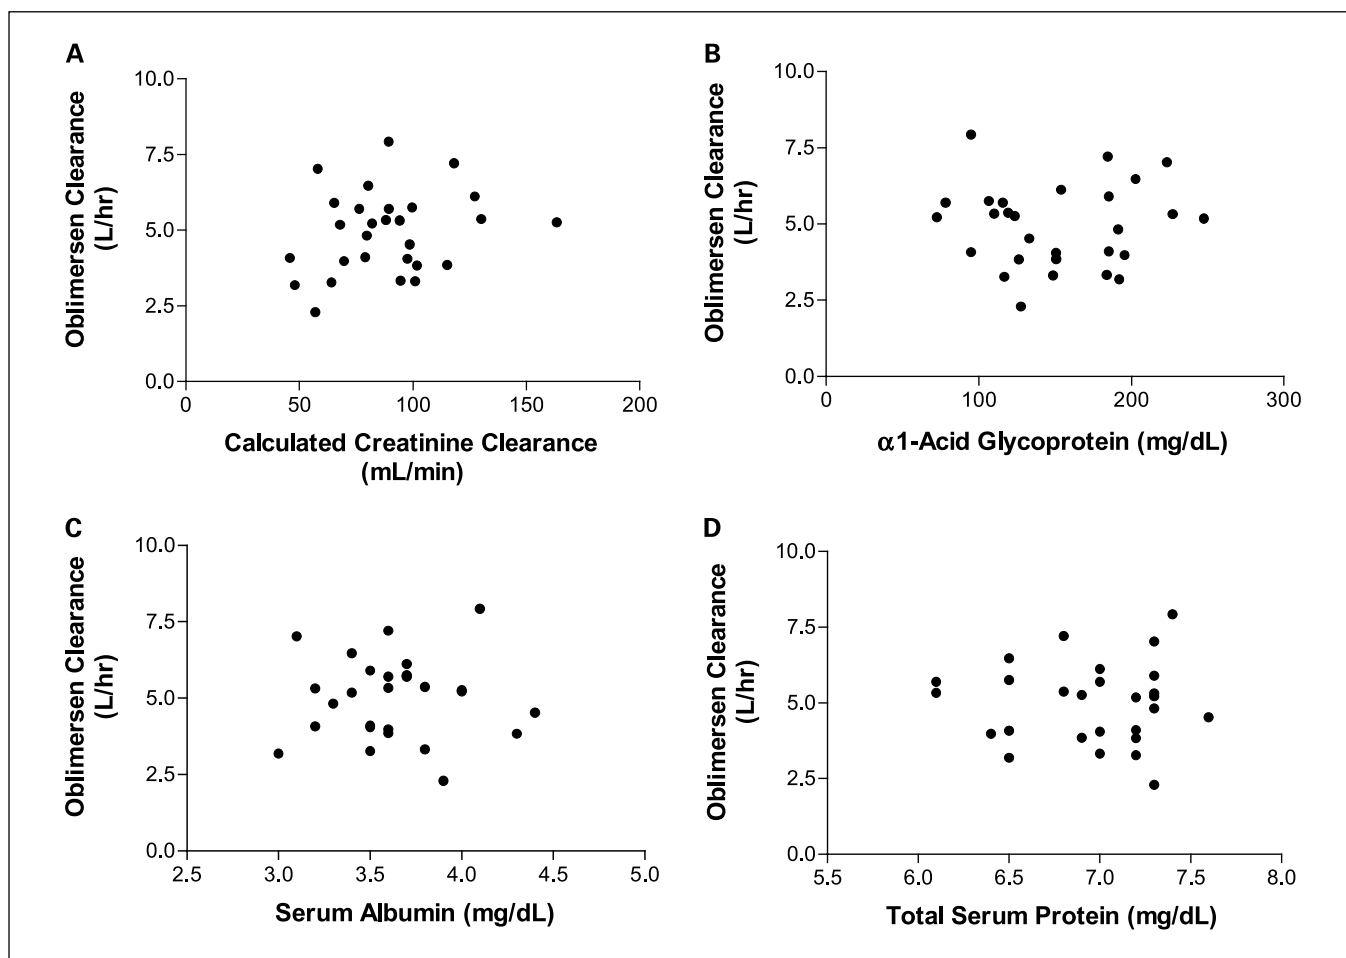 A
Oblimersen Clearance
(L/hr)
10.0
7.5
5.0
2.5
0.0
0
50
100
150
200
Calculated Creatinine Clearance
(mL/min)
B
Oblimersen Clearance
(L/hr)
10.0
7.5
5.0
2.5
0.0
0
100
200
300
α1-Acid Glycoprotein (mg/dL)
C
Oblimersen Clearance
(L/hr)
10.0
7.5
5.0
2.5
0.0
2.5
3.0
3.5
4.0
4.5
5.0
Serum Albumin (mg/dL)
D
Oblimersen Clearance
(L/hr)
10.0
7.5
5.0
2.5
0.0
5.5
6.0
6.5
7.0
7.5
8.0
Total Serum Protein (mg/dL)